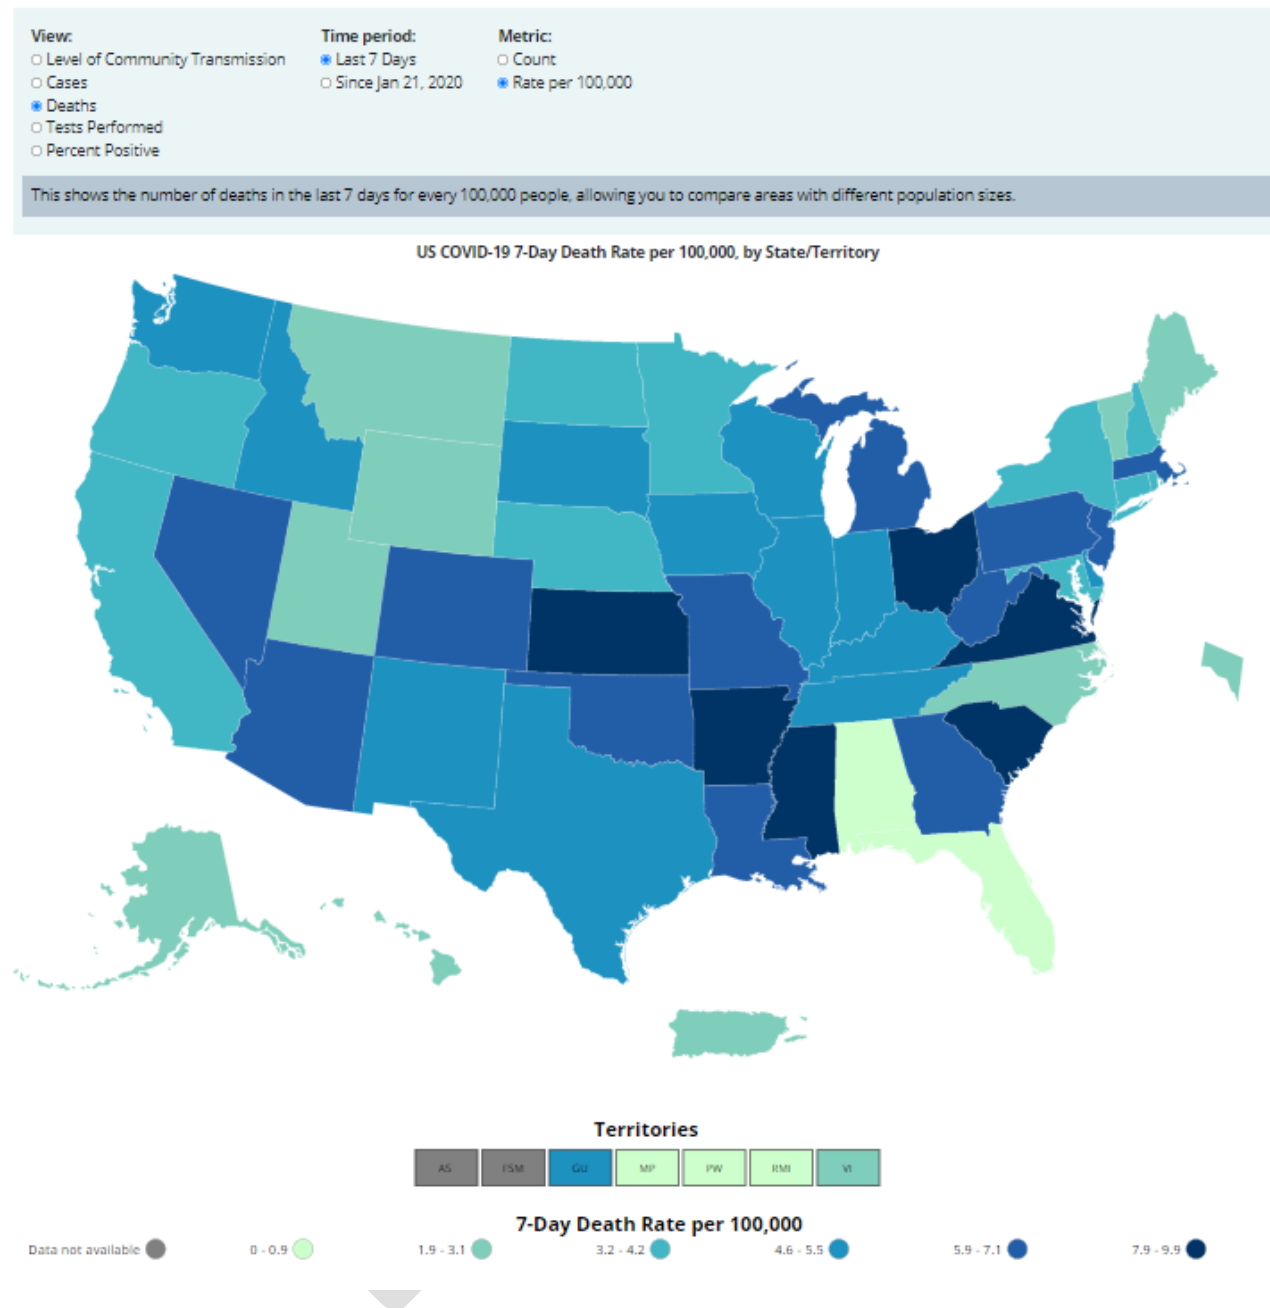 View:
Level of Community Transmission
Cases
Deaths
Tests Performed
Percent Positive
Time period:
Last 7 Days
Since Jan 21, 2020
Metric:
Count
Rate per 100,000
This shows the number of deaths in the last 7 days for every 100,000 people, allowing you to compare areas with different population sizes.
US COVID-19 7-Day Death Rate per 100,000, by State/Territory
Territories
AS FSM GU MP PW RMI VI
7-Day Death Rate per 100,000
Data not available 0 - 0.9 1.9 - 3.1 3.2 - 4.2 4.6 - 5.5 5.9 - 7.1 7.9 - 9.9